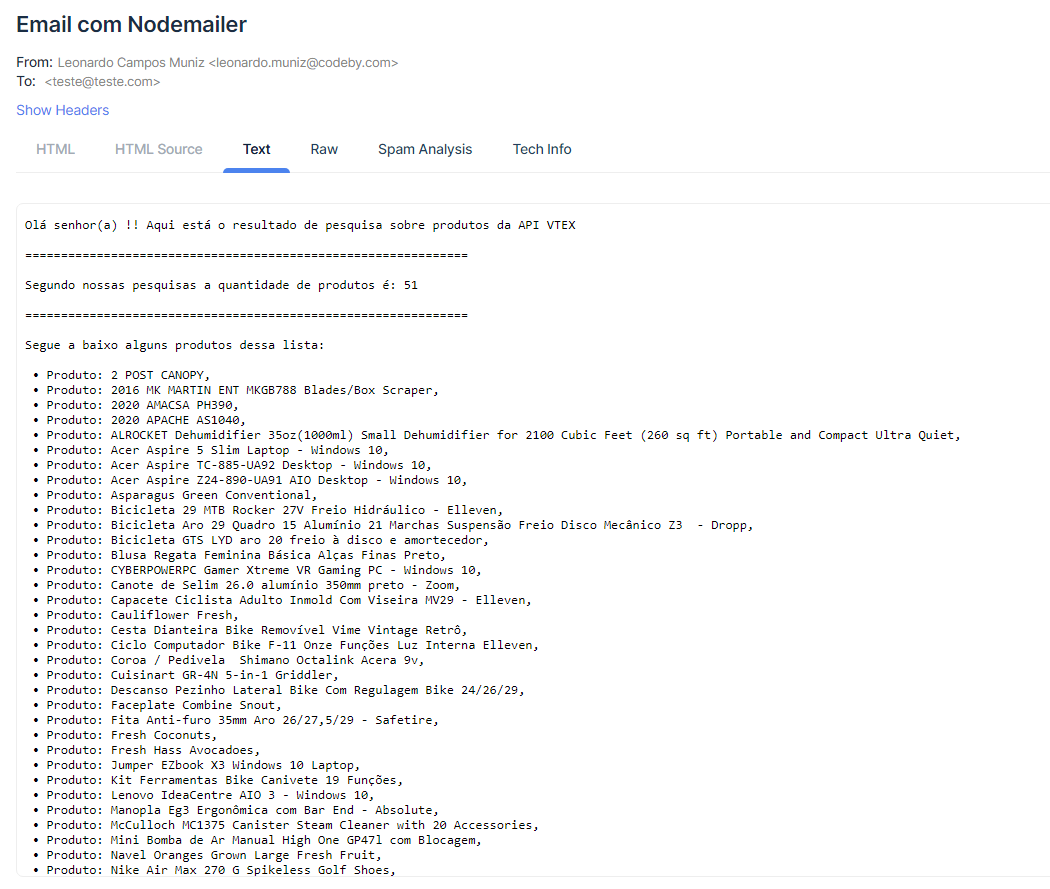 Email com Nodemailer
From: Leonardo Campos Muniz <leonardo.muniz@codeby.com>
To: <teste@teste.com>
Show Headers
HTML HTML Source Text Raw Spam Analysis Tech Info
Olá senhor(a) !! Aqui está o resultado de pesquisa sobre produtos da API VTEX
==============================================================
Segundo nossas pesquisas a quantidade de produtos é: 51
==============================================================
Segue a baixo alguns produtos dessa lista:
• Produto: 2 POST CANOPY,
• Produto: 2016 MK MARTIN ENT MKGB788 Blades/Box Scraper,
• Produto: 2020 AMACSA PH390,
• Produto: 2020 APACHE AS1040,
• Produto: ALROCKET Dehumidifier 35oz(1000ml) Small Dehumidifier for 2100 Cubic Feet (260 sq ft) Portable and Compact Ultra Quiet,
• Produto: Acer Aspire 5 Slim Laptop - Windows 10,
• Produto: Acer Aspire TC-885-UA92 Desktop - Windows 10,
• Produto: Acer Aspire Z24-890-UA91 AIO Desktop - Windows 10,
• Produto: Asparagus Green Conventional,
• Produto: Bicicleta 29 MTB Rocker 27V Freio Hidráulico - Elleven,
• Produto: Bicicleta Aro 29 Quadro 15 Alumínio 21 Marchas Suspensão Freio Disco Mecânico Z3  - Dropp,
• Produto: Bicicleta GTS LYD aro 20 freio à disco e amortecedor,
• Produto: Blusa Regata Feminina Básica Alças Finas Preto,
• Produto: CYBERPOWERPC Gamer Xtreme VR Gaming PC - Windows 10,
• Produto: Canote de Selim 26.0 alumínio 350mm preto - Zoom,
• Produto: Capacete Ciclista Adulto Inmold Com Viseira MV29 - Elleven,
• Produto: Cauliflower Fresh,
• Produto: Cesta Dianteira Bike Removível Vime Vintage Retrô,
• Produto: Ciclo Computador Bike F-11 Onze Funções Luz Interna Elleven,
• Produto: Coroa / Pedivela  Shimano Octalink Acera 9v,
• Produto: Cuisinart GR-4N 5-in-1 Griddler,
• Produto: Descanso Pezinho Lateral Bike Com Regulagem Bike 24/26/29,
• Produto: Faceplate Combine Snout,
• Produto: Fita Anti-furo 35mm Aro 26/27,5/29 - Safetire,
• Produto: Fresh Coconuts,
• Produto: Fresh Hass Avocadoes,
• Produto: Jumper EZbook X3 Windows 10 Laptop,
• Produto: Kit Ferramentas Bike Canivete 19 Funções,
• Produto: Lenovo IdeaCentre AIO 3 - Windows 10,
• Produto: Manopla Eg3 Ergonômica com Bar End - Absolute,
• Produto: McCulloch MC1375 Canister Steam Cleaner with 20 Accessories,
• Produto: Mini Bomba de Ar Manual High One GP47l com Blocagem,
• Produto: Navel Oranges Grown Large Fresh Fruit,
• Produto: Nike Air Max 270 G Spikeless Golf Shoes,